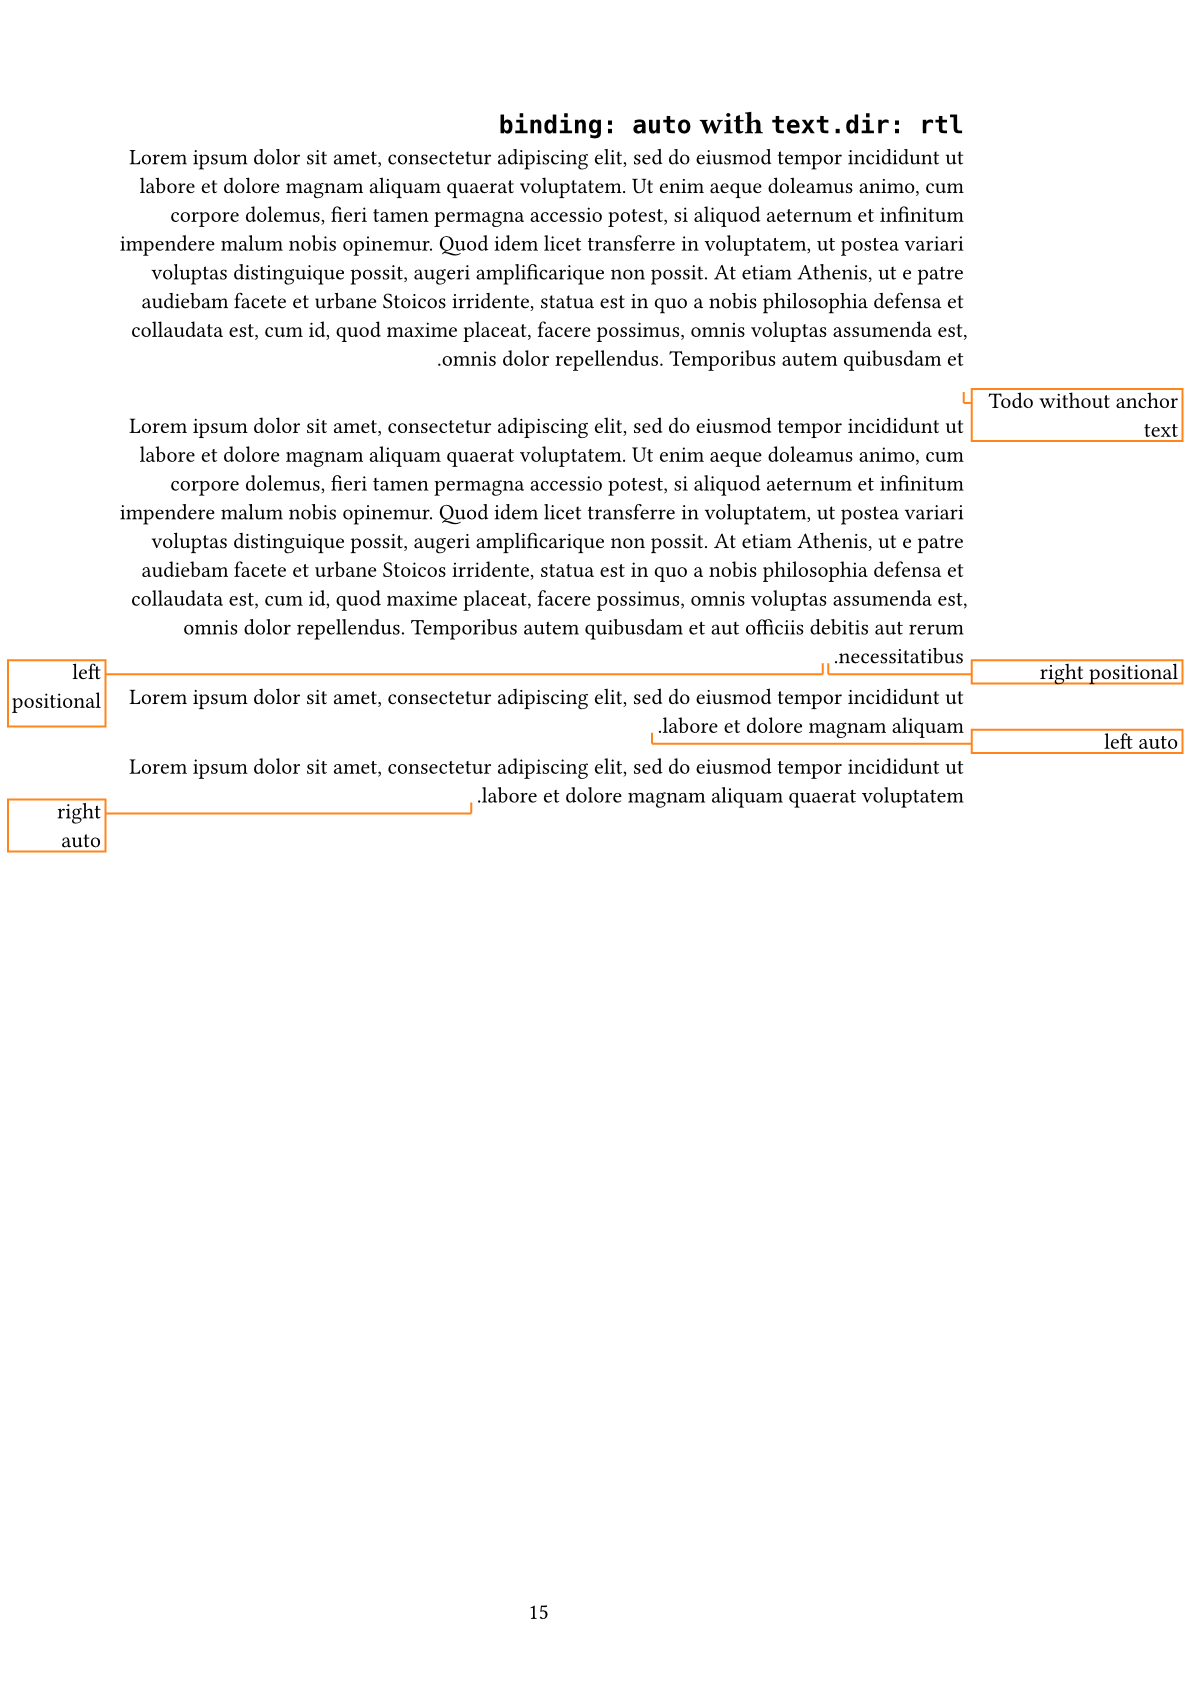 binding: auto with text.dir: rtl
Lorem ipsum dolor sit amet, consectetur adipiscing elit, sed do eiusmod tempor incididunt ut
labore et dolore magnam aliquam quaerat voluptatem. Ut enim aeque doleamus animo, cum
corpore dolemus, fieri tamen permagna accessio potest, si aliquod aeternum et infinitum
impendere malum nobis opinemur. Quod idem licet transferre in voluptatem, ut postea variari
voluptas distinguique possit, augeri amplificarique non possit. At etiam Athenis, ut e patre
audiebam facete et urbane Stoicos irridente, statua est in quo a nobis philosophia defensa et
collaudata est, cum id, quod maxime placeat, facere possimus, omnis voluptas assumenda est,
.omnis dolor repellendus. Temporibus autem quibusdam et
Todo without anchor
text
Lorem ipsum dolor sit amet, consectetur adipiscing elit, sed do eiusmod tempor incididunt ut
labore et dolore magnam aliquam quaerat voluptatem. Ut enim aeque doleamus animo, cum
corpore dolemus, fieri tamen permagna accessio potest, si aliquod aeternum et infinitum
impendere malum nobis opinemur. Quod idem licet transferre in voluptatem, ut postea variari
voluptas distinguique possit, augeri amplificarique non possit. At etiam Athenis, ut e patre
audiebam facete et urbane Stoicos irridente, statua est in quo a nobis philosophia defensa et
collaudata est, cum id, quod maxime placeat, facere possimus, omnis voluptas assumenda est,
omnis dolor repellendus. Temporibus autem quibusdam et aut officiis debitis aut rerum
.necessitatibus
left
positional
right positional
Lorem ipsum dolor sit amet, consectetur adipiscing elit, sed do eiusmod tempor incididunt ut
.labore et dolore magnam aliquam
left auto
Lorem ipsum dolor sit amet, consectetur adipiscing elit, sed do eiusmod tempor incididunt ut
.labore et dolore magnam aliquam quaerat voluptatem
right
auto
15